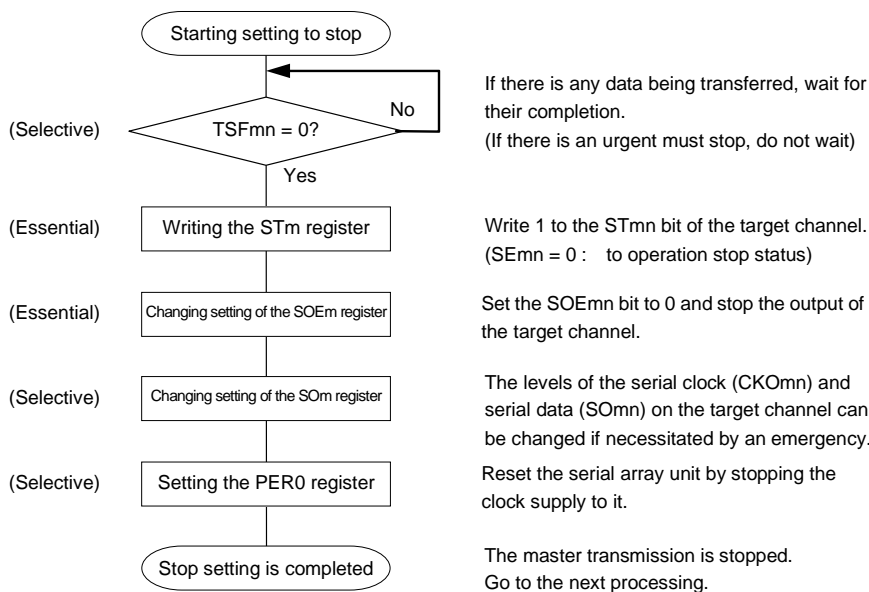 Starting setting to stop
No
If there is any data being transferred, wait for
their completion.
(If there is an urgent must stop, do not wait)
(Selective)
TSFmn = 0?
Yes
(Essential)
Writing the STm register
Write 1 to the STmn bit of the target channel.
(SEmn = 0 : to operation stop status)
(Essential)
Changing setting of the SOEm register
Set the SOEmn bit to 0 and stop the output of
the target channel.
(Selective)
Changing setting of the SOm register
The levels of the serial clock (CKOmn) and
serial data (SOmn) on the target channel can
be changed if necessitated by an emergency.
(Selective)
Setting the PER0 register
Reset the serial array unit by stopping the
clock supply to it.
Stop setting is completed
The master transmission is stopped.
Go to the next processing.